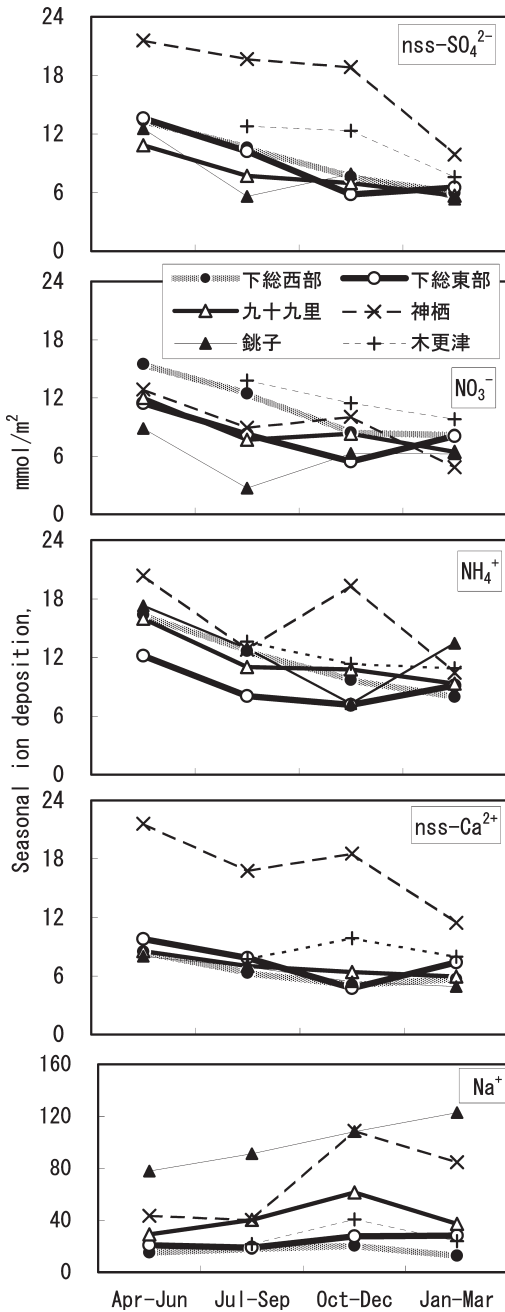 24
18
12
6
0
nss-SO₄²⁻
24
18
12
6
0
下総西部 下総東部
九十九里 神栖
銚子 木更津
NO₃⁻
24
18
12
6
0
NH₄⁺
24
18
12
6
0
nss-Ca²⁺
160
120
80
40
0
Na⁺
Seasonal ion deposition, mmol/m²
Apr-Jun Jul-Sep Oct-Dec Jan-Mar